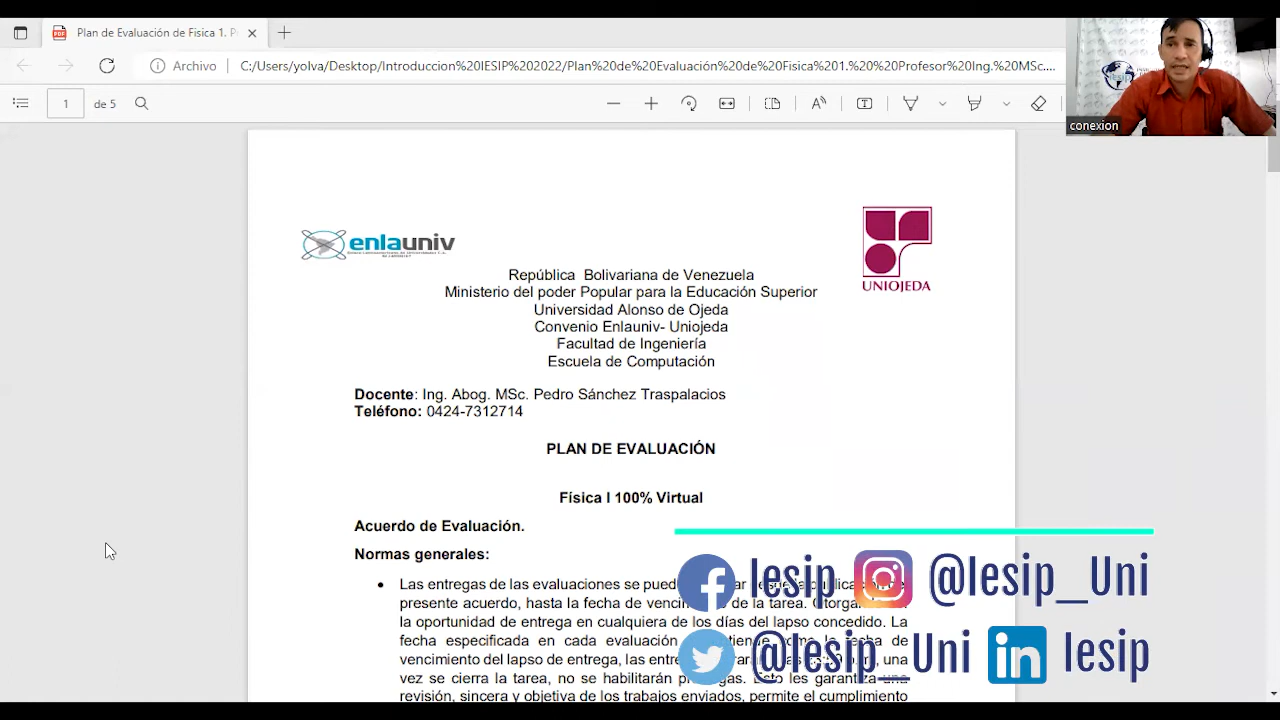 Plan de Evaluación de Fisica 1. P
Archivo
C:/Users/yolva/Desktop/Introduccion%20IESIP%202022/Plan%20de%20Evaluación%20de%20Fisica%201.%20%20Profesor%20Ing.%20MSc....
1 de 5
conexion
enlauniv
UNIOJEDA
República Bolivariana de Venezuela
Ministerio del poder Popular para la Educación Superior
Universidad Alonso de Ojeda
Convenio Enlauniv- Uniojeda
Facultad de Ingeniería
Escuela de Computación
Docente: Ing. Abog. MSc. Pedro Sánchez Traspalacios
Teléfono: 0424-7312714
PLAN DE EVALUACIÓN
Física I 100% Virtual
Acuerdo de Evaluación.
Normas generales:
• Las entregas de las evaluaciones se
presente acuerdo, hasta la fecha de de la tarea.
la oportunidad de entrega en cualquiera de los días del lapso concedido. La
fecha especificada en cada evaluación fecha de
vencimiento del lapso de entrega, las una
vez se cierra la tarea, no se habilitarán Esto les garantiza una
revisión, sincera y objetiva de los trabajos enviados, permite el cumplimiento
Iesip @Iesip_Uni
@Iesip_Uni Iesip